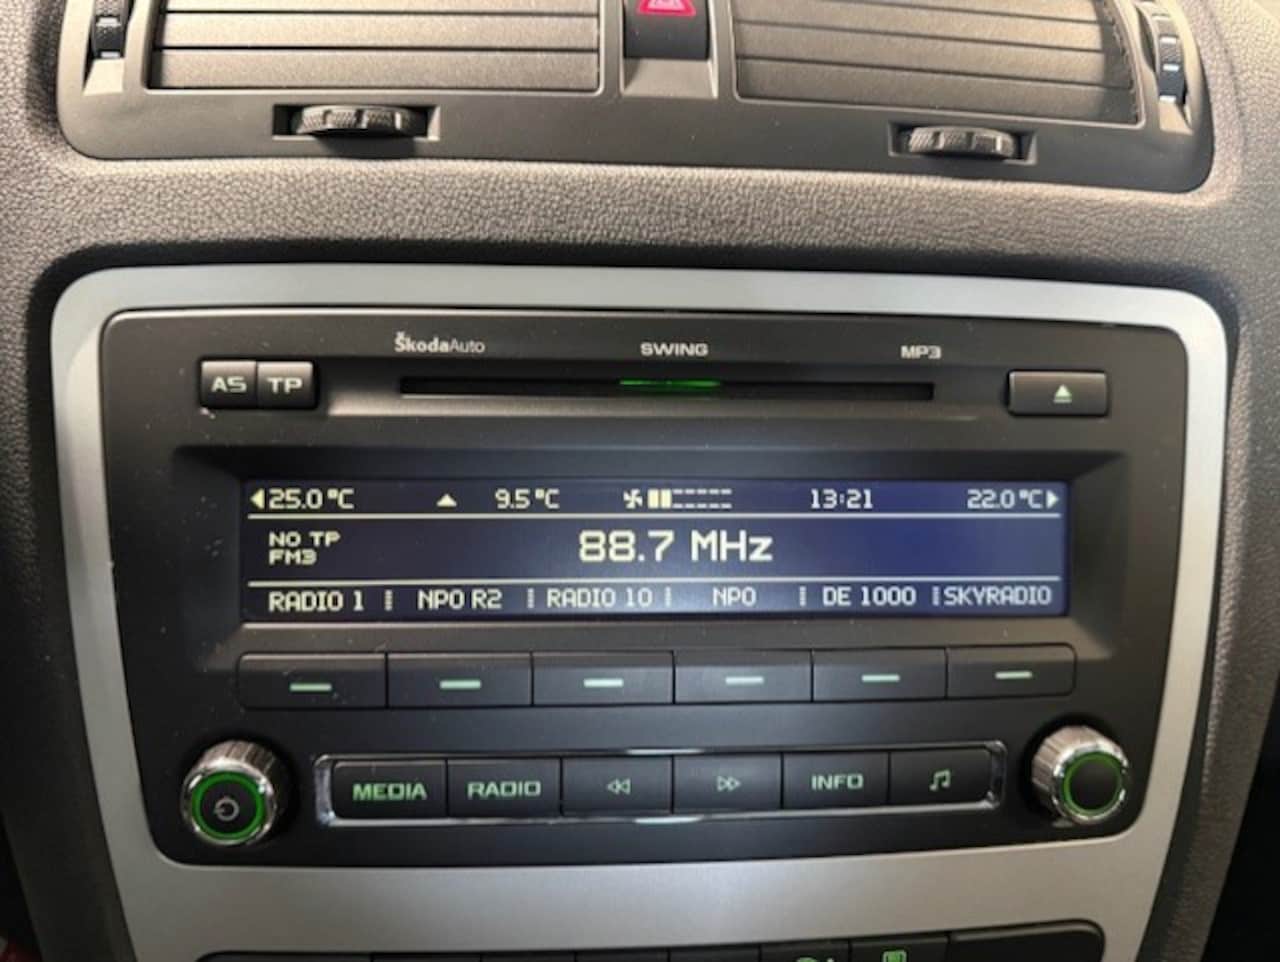 ŠkodaAuto SWING MP3
AS TP
25.0 °C 9.5 °C 13:21 22.0 °C
NO TP
FM3
88.7 MHz
RADIO 1 NPO R2 RADIO 10 NPO DE 1000 SKYRADIO
MEDIA RADIO INFO